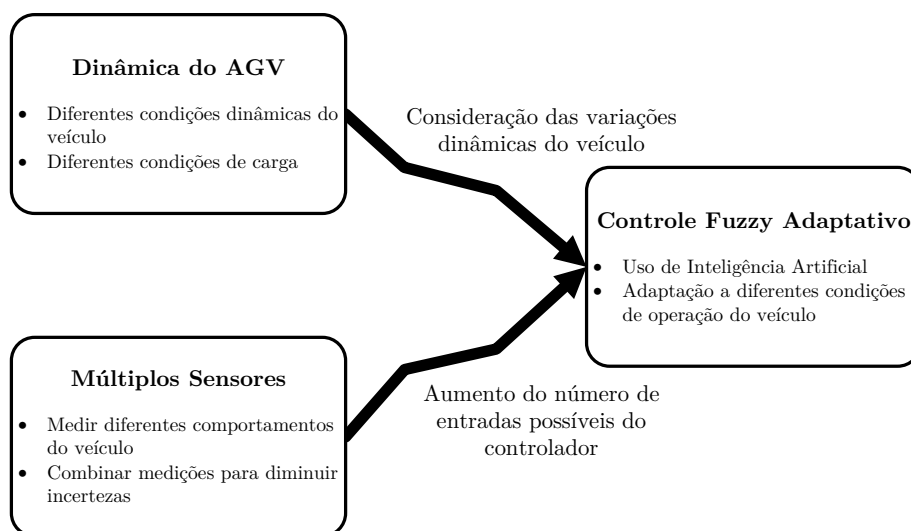 Dinâmica do AGV
• Diferentes condições dinâmicas do
veículo
• Diferentes condições de carga
Consideração das variações
dinâmicas do veículo
Controle Fuzzy Adaptativo
• Uso de Inteligência Artificial
• Adaptação a diferentes condições
de operação do veículo
Múltiplos Sensores
• Medir diferentes comportamentos
do veículo
• Combinar medições para diminuir
incertezas
Aumento do número de
entradas possíveis do
controlador